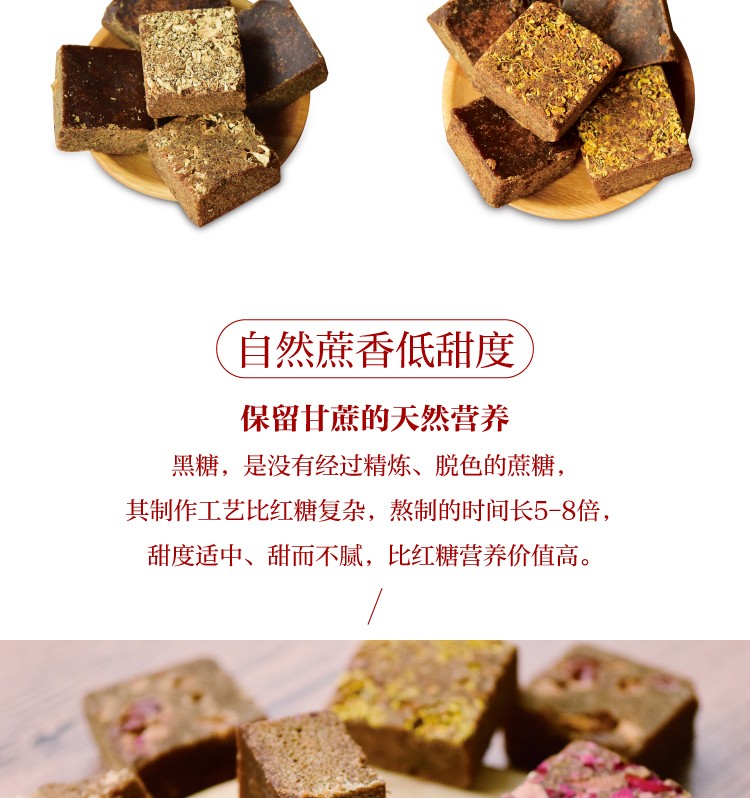 自然蔗香低甜度
保留甘蔗的天然营养
黑糖，是没有经过精炼、脱色的蔗糖，
其制作工艺比红糖复杂，熬制的时间长5-8倍，
甜度适中、甜而不腻，比红糖营养价值高。